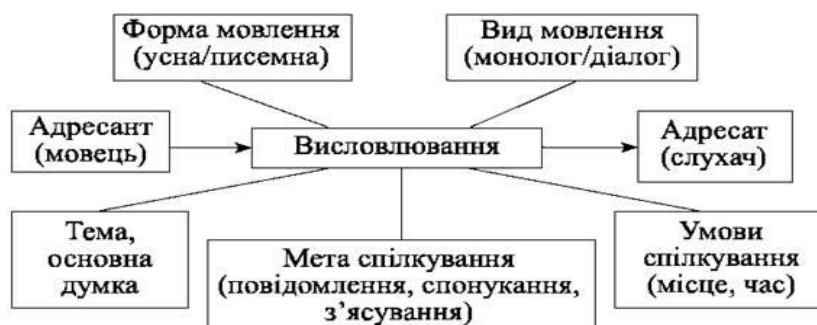 Форма мовлення
(усна/писемна)
Вид мовлення
(монолог/діалог)
Адресант
(мовець)
Висловлювання
Адресат
(слухач)
Тема,
основна
думка
Мета спілкування
(повідомлення, спонукання,
з’ясування)
Умови
спілкування
(місце, час)